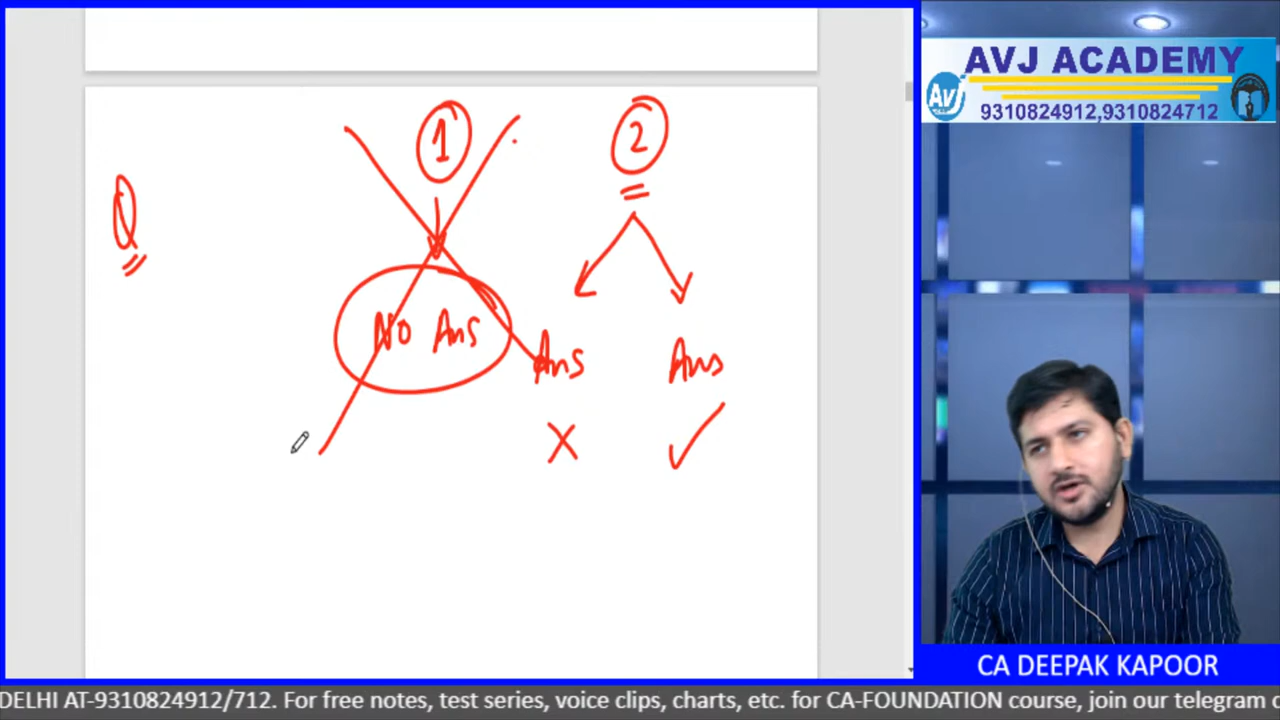 AVJ ACADEMY
AVJ
9310824912,9310824712
1
2
Q
No Ans
Ans
Ans
CA DEEPAK KAPOOR
DELHI AT-9310824912/712. For free notes, test series, voice clips, charts, etc. for CA-FOUNDATION course, join our telegram c